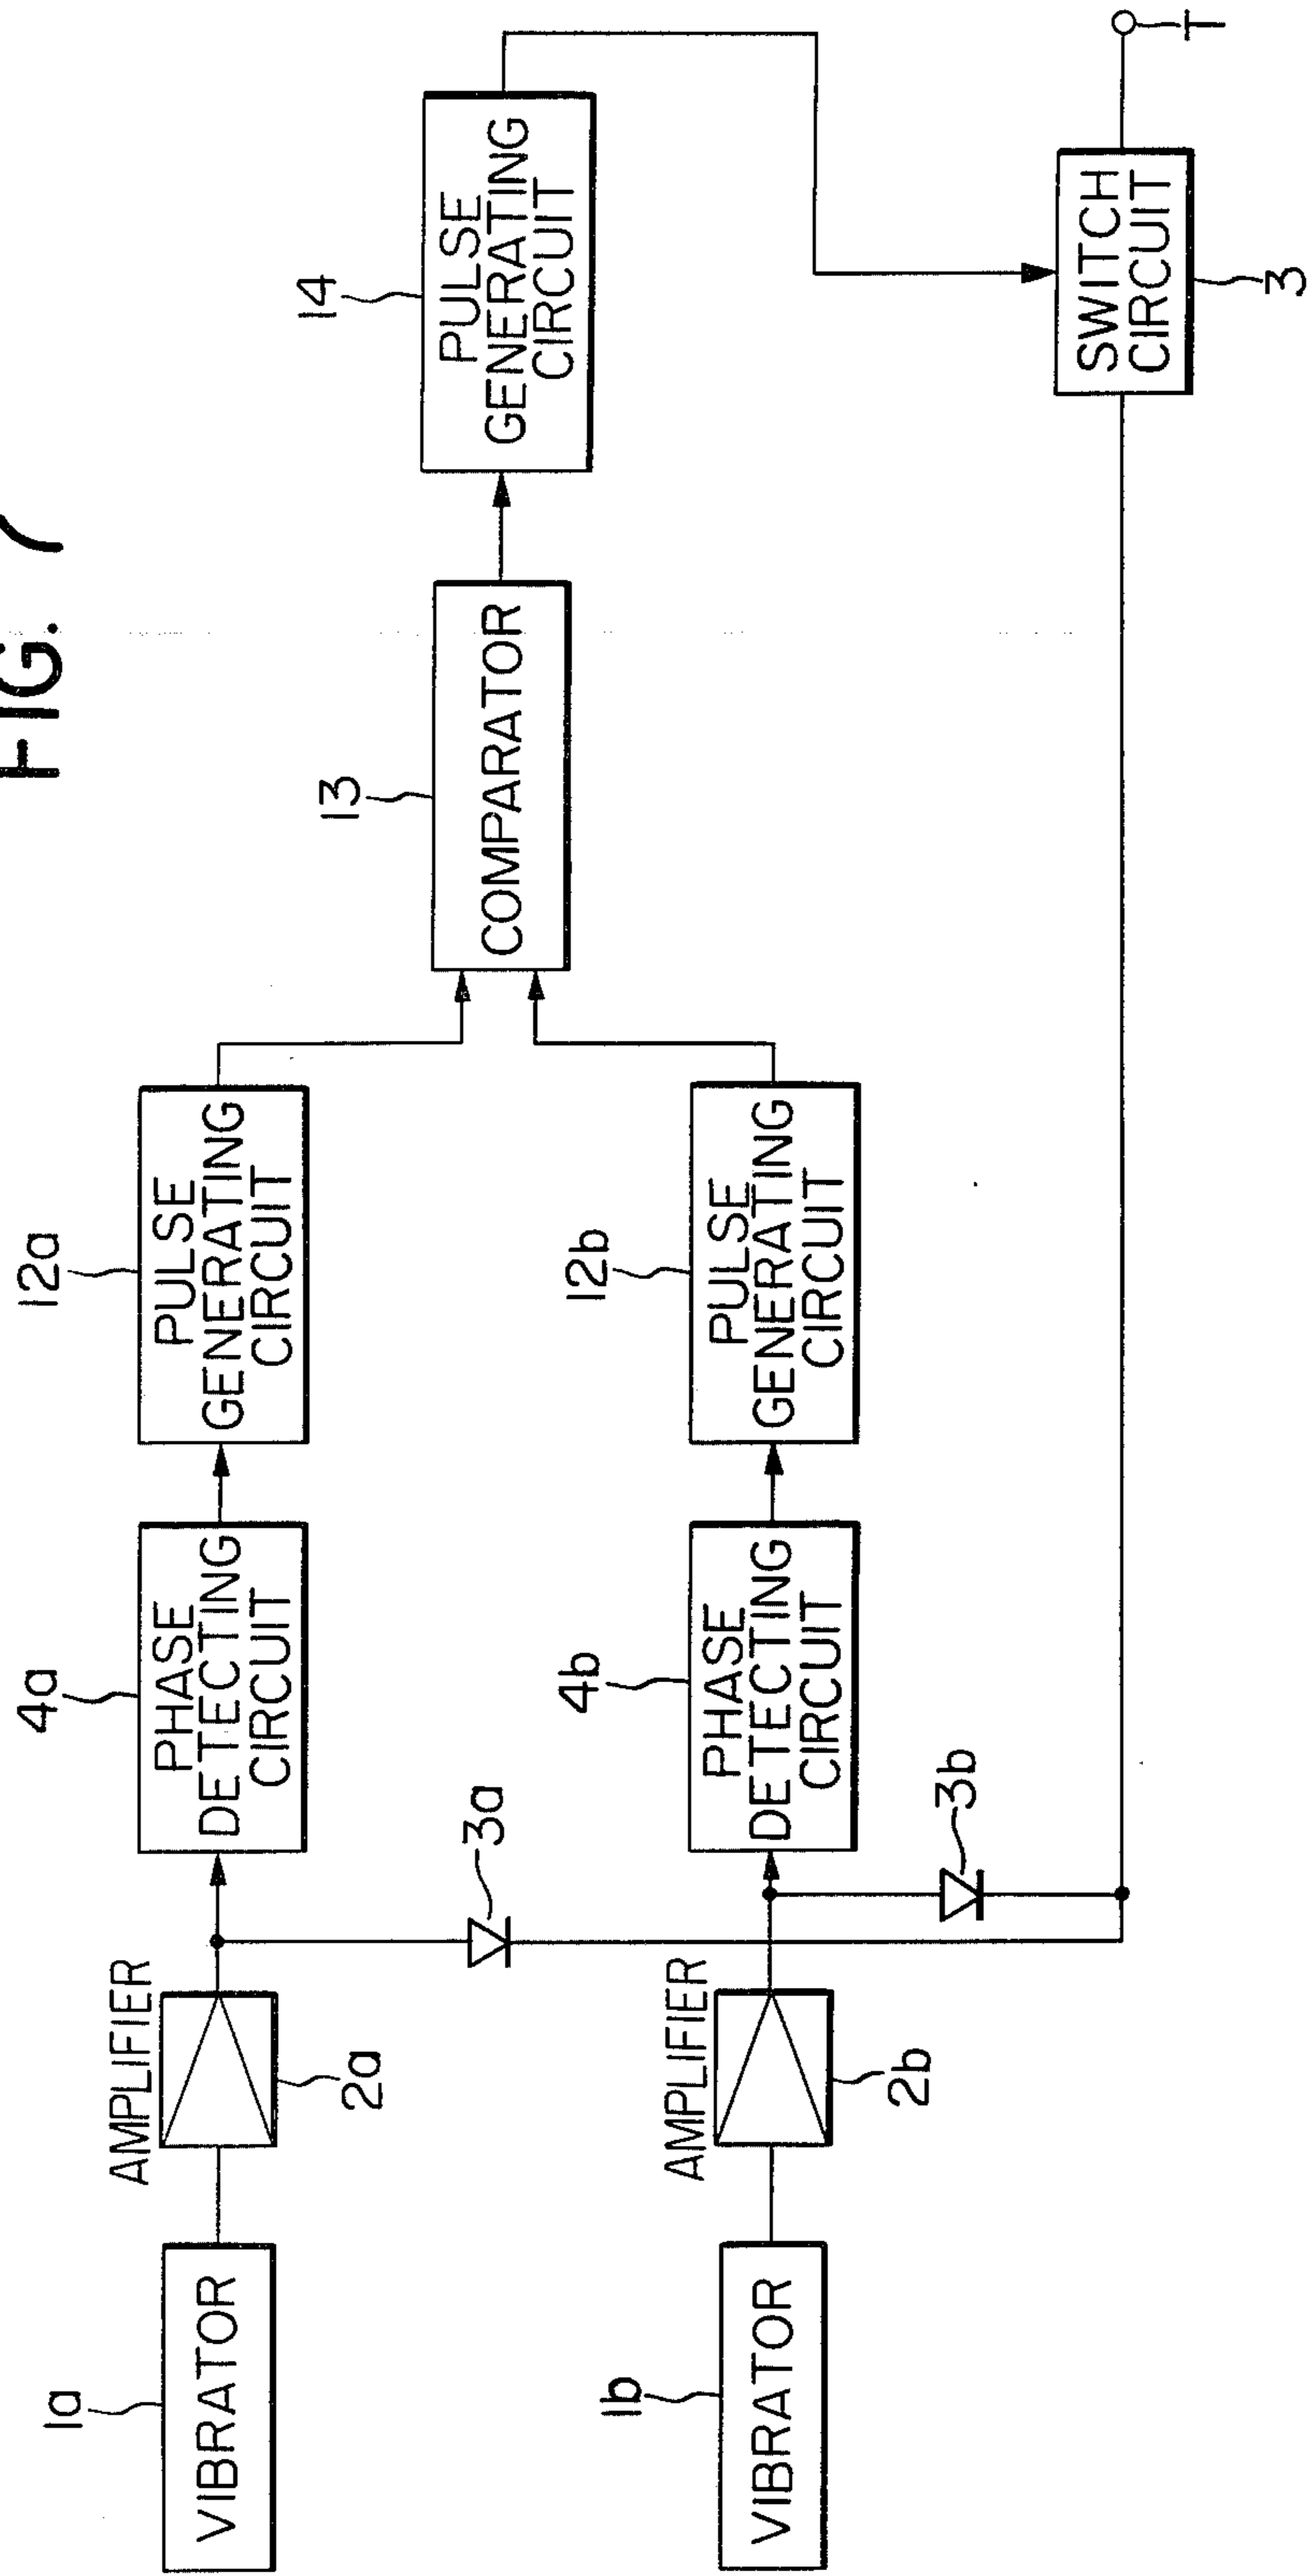 FIG. 7
1a
VIBRATOR
AMPLIFIER
2a
4a
PHASE
DETECTING
CIRCUIT
12a
PULSE
GENERATING
CIRCUIT
3a
13
COMPARATOR
14
PULSE
GENERATING
CIRCUIT
1b
VIBRATOR
AMPLIFIER
2b
4b
PHASE
DETECTING
CIRCUIT
12b
PULSE
GENERATING
CIRCUIT
3b
SWITCH
CIRCUIT
3
T